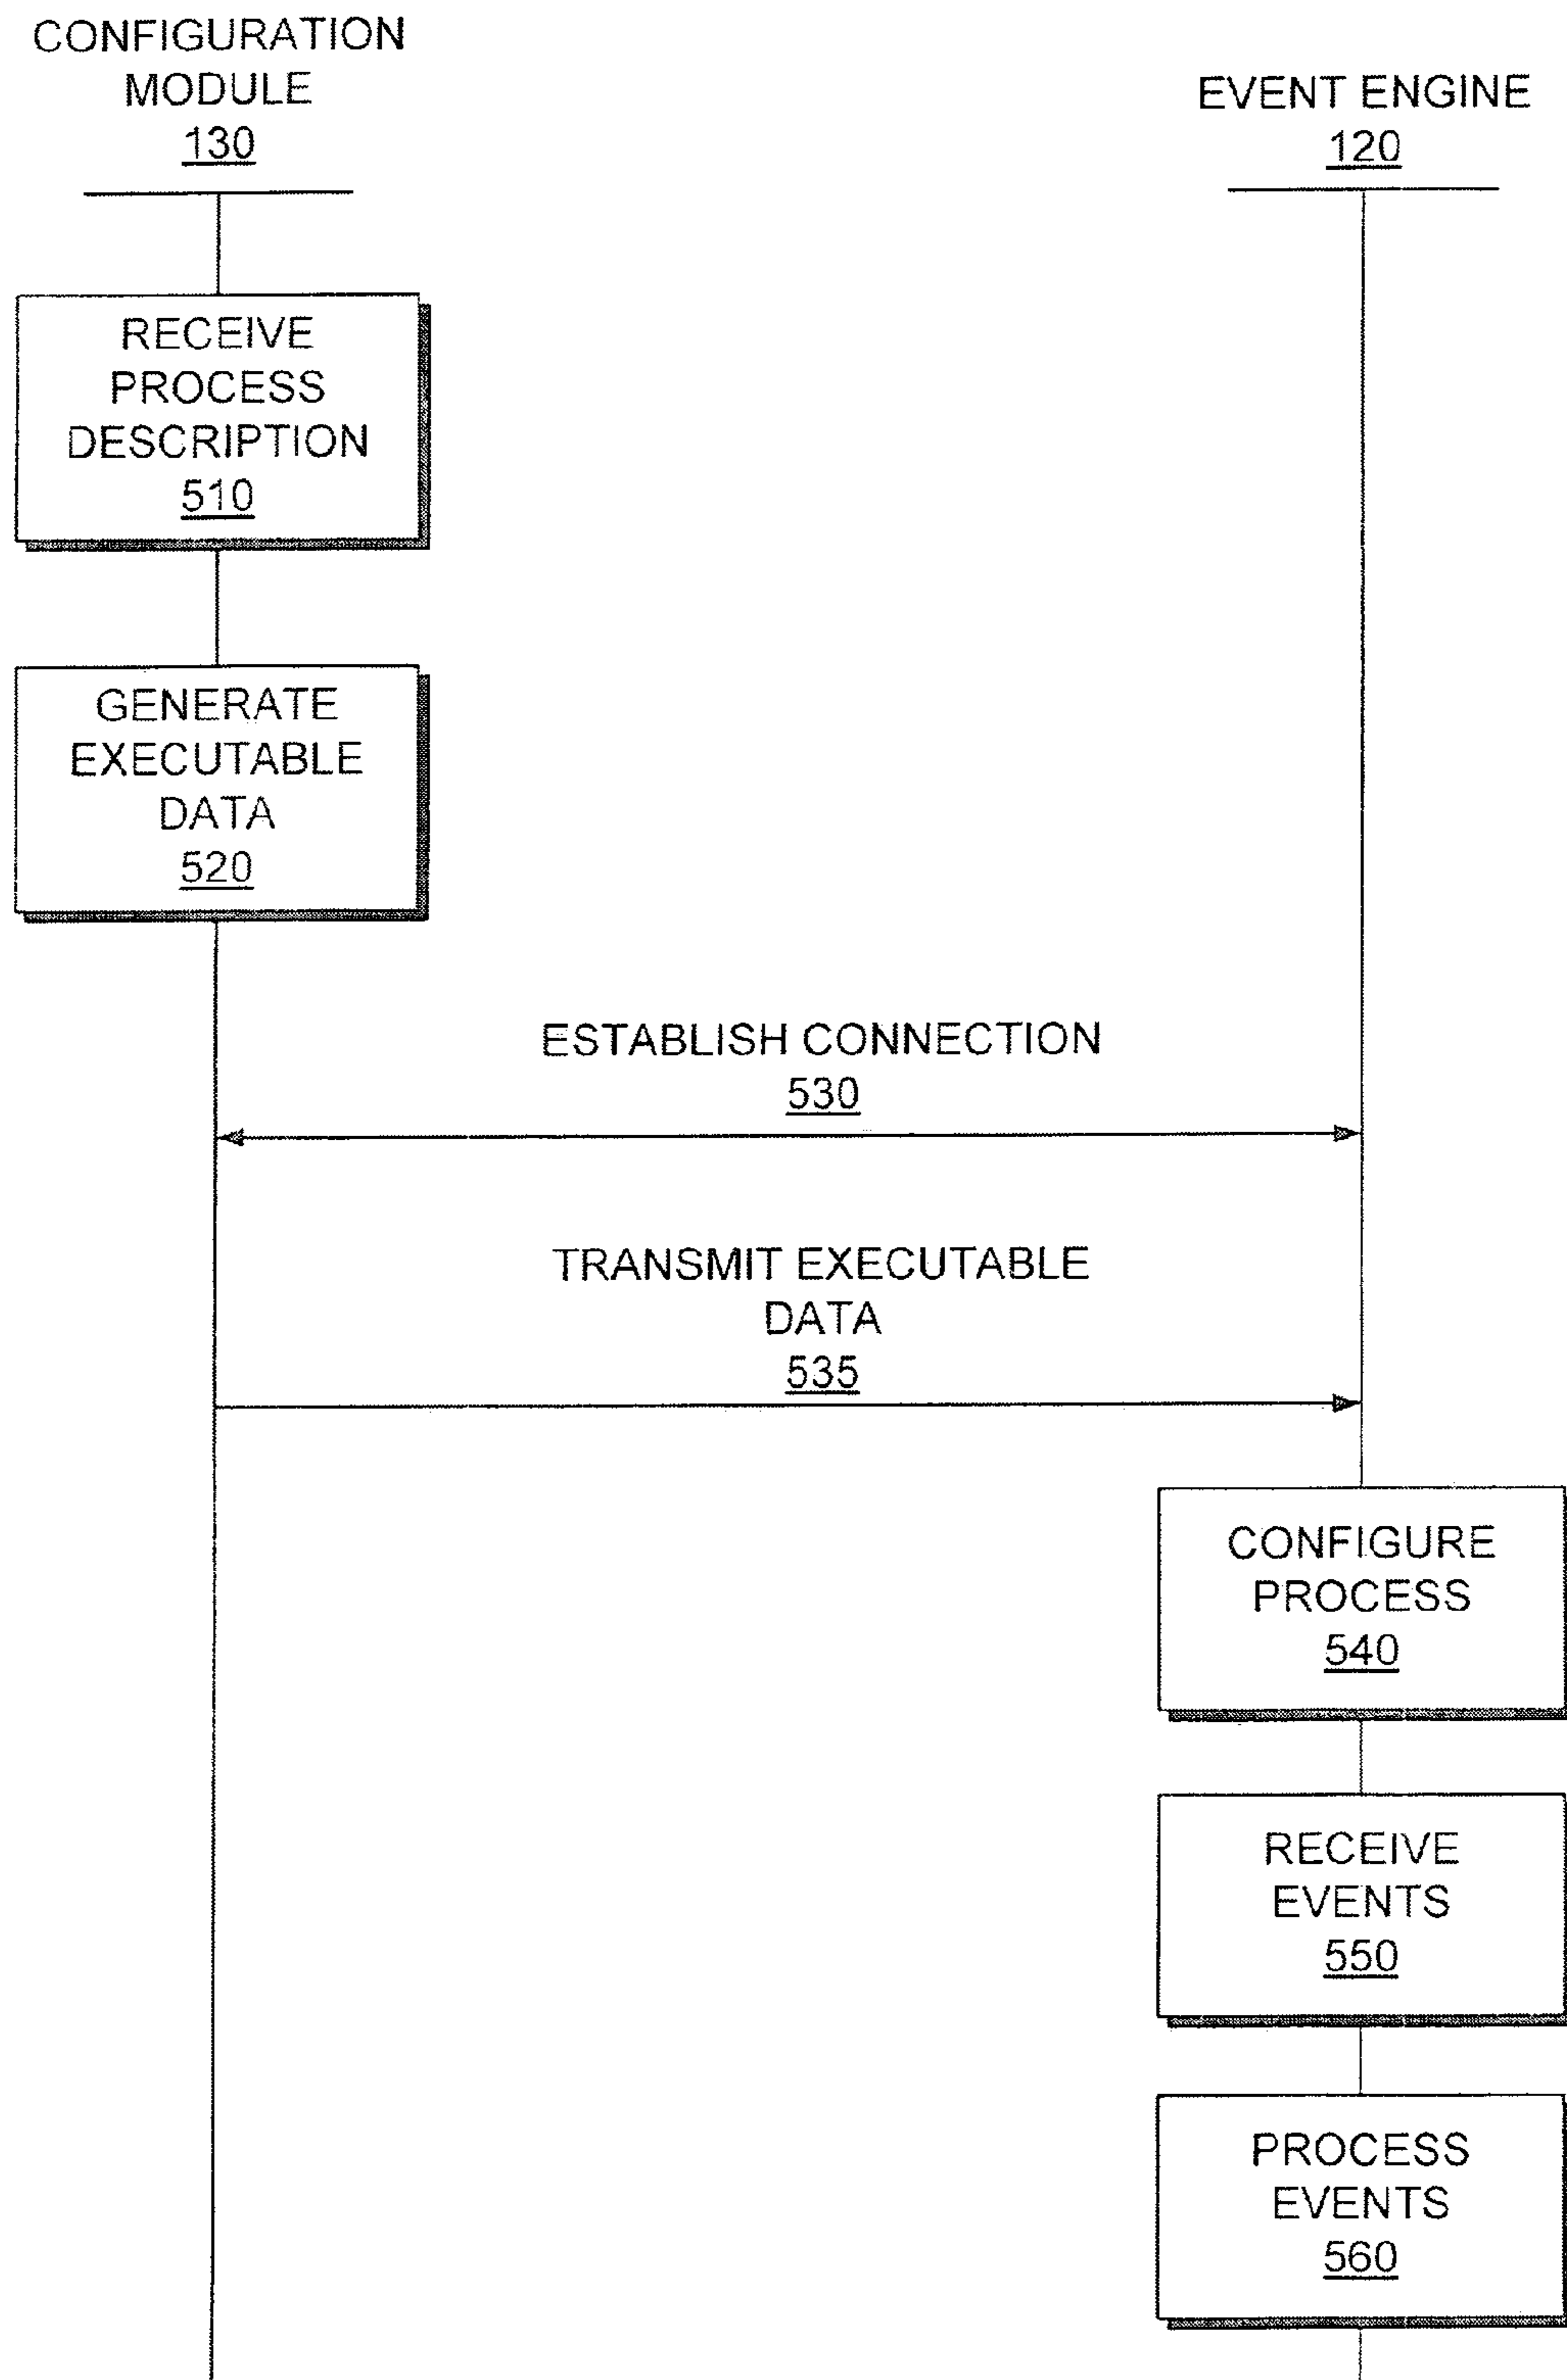 CONFIGURATION
MODULE
130
EVENT ENGINE
120
RECEIVE
PROCESS
DESCRIPTION
510
GENERATE
EXECUTABLE
DATA
520
ESTABLISH CONNECTION
530
TRANSMIT EXECUTABLE
DATA
535
CONFIGURE
PROCESS
540
RECEIVE
EVENTS
550
PROCESS
EVENTS
560